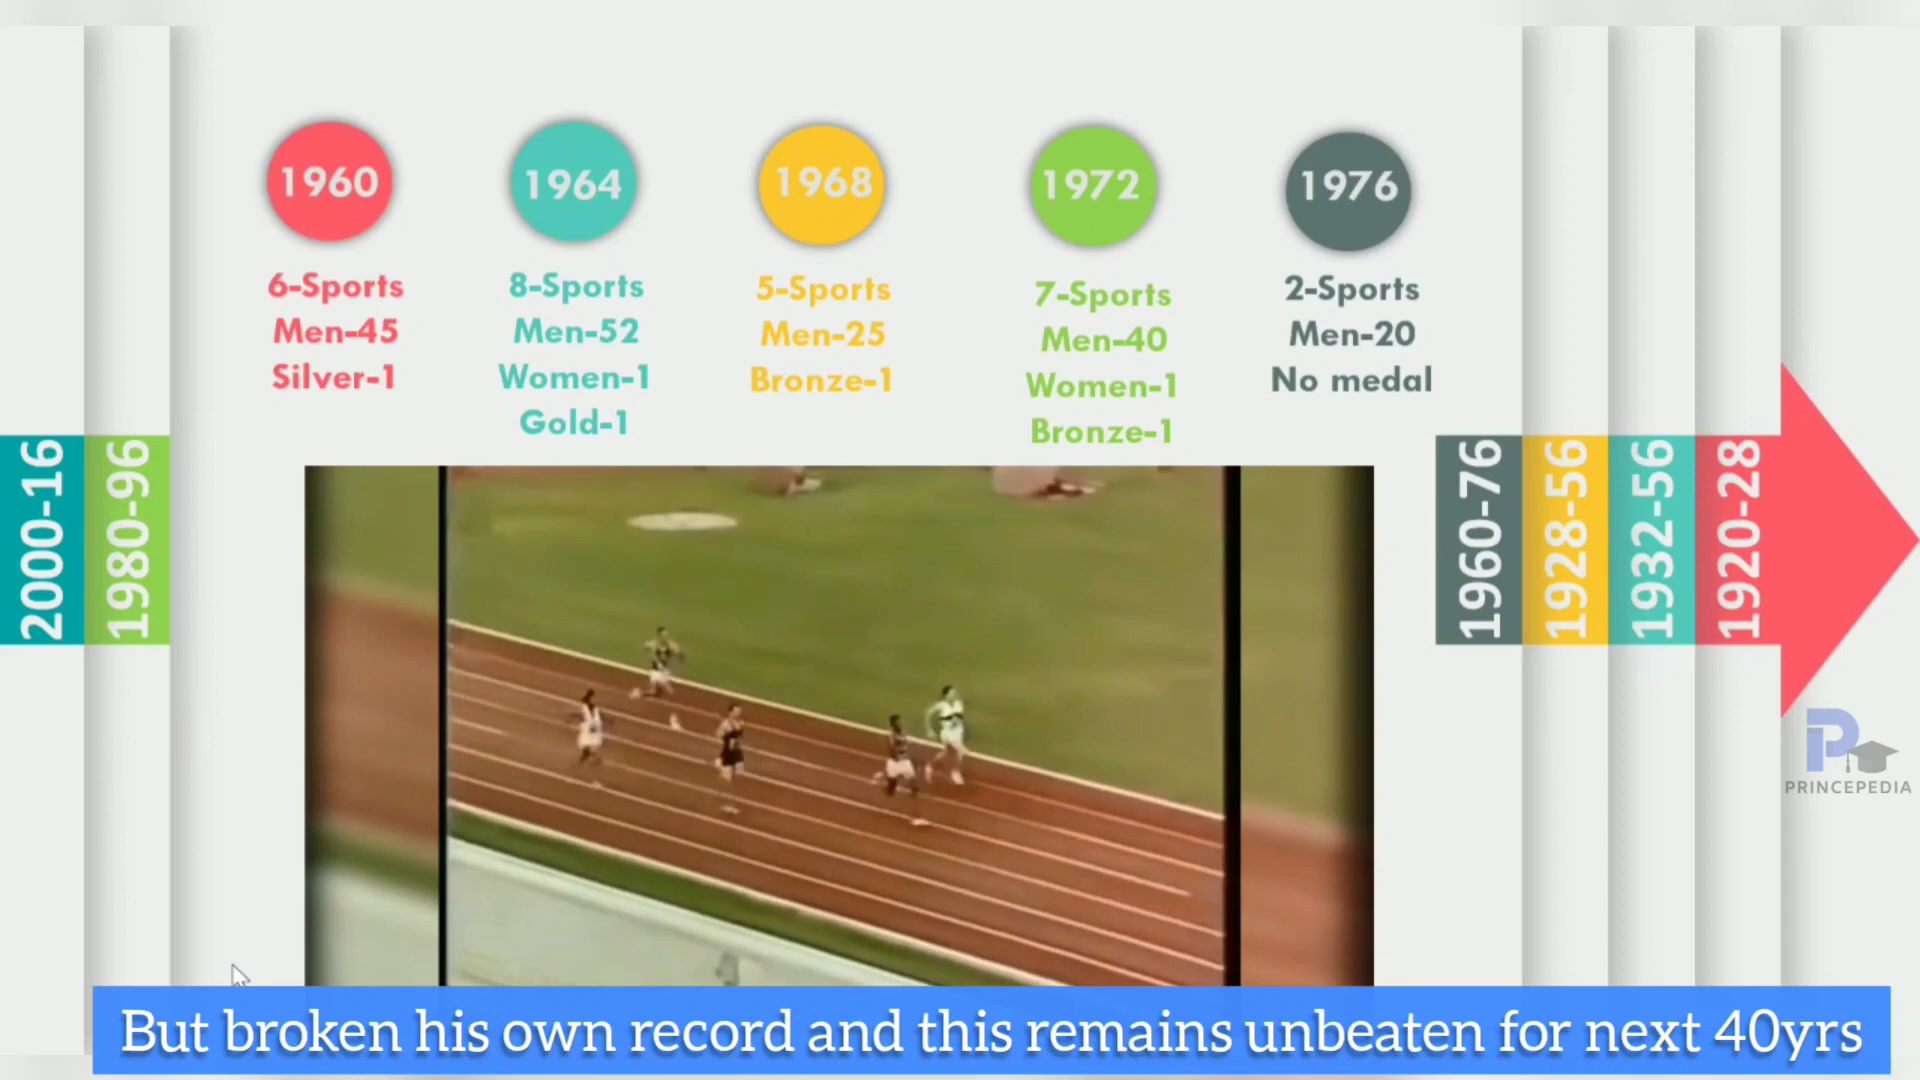 1960
6-Sports
Men-45
Silver-1
1964
8-Sports
Men-52
Women-1
Gold-1
1968
5-Sports
Men-25
Bronze-1
1972
7-Sports
Men-40
Women-1
Bronze-1
1976
2-Sports
Men-20
No medal
2000-16
1980-96
1960-76
1928-56
1932-56
1920-28
PRINCEPEDIA
But broken his own record and this remains unbeaten for next 40yrs